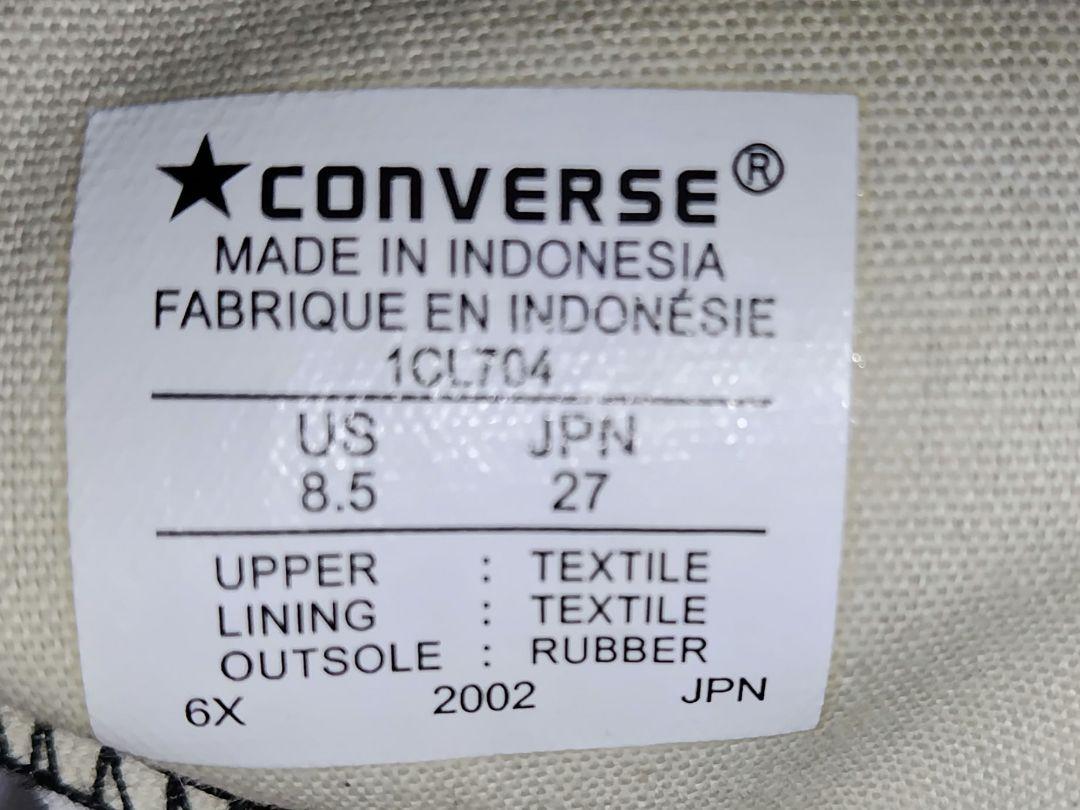 ★CONVERSE®
MADE IN INDONESIA
FABRIQUE EN INDONÉSIE
1CL704
US JPN
8.5 27
UPPER : TEXTILE
LINING : TEXTILE
OUTSOLE : RUBBER
6X 2002 JPN